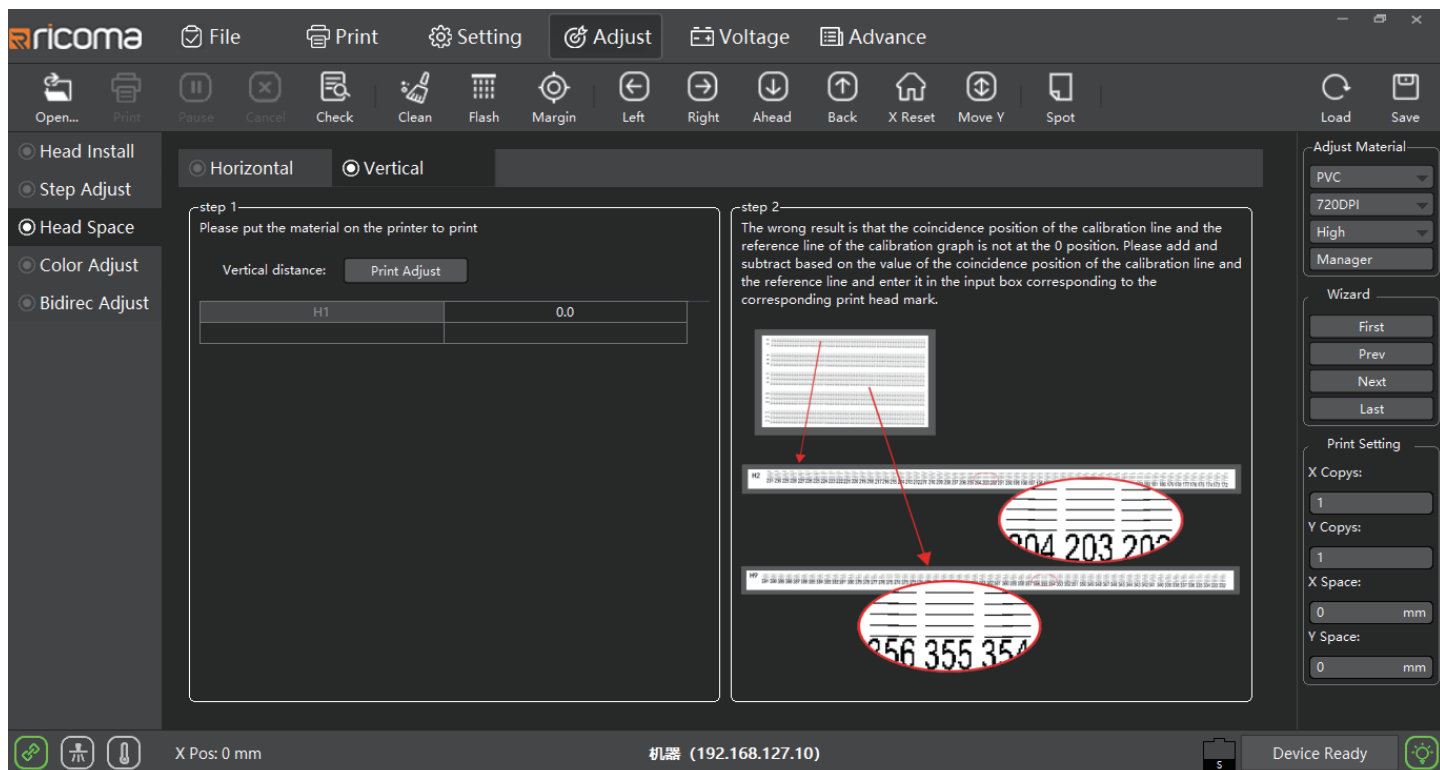 ricoma
File
Print
Setting
Adjust
Voltage
Advance
Open...
Print
Pause
Cancel
Check
Clean
Flash
Margin
Left
Right
Ahead
Back
X Reset
Move Y
Spot
Load
Save
Head Install
Step Adjust
Head Space
Color Adjust
Bidirec Adjust
Horizontal
Vertical
step 1
Please put the material on the printer to print
Vertical distance:
Print Adjust
H1
0.0
step 2
The wrong result is that the coincidence position of the calibration line and the
reference line of the calibration graph is not at the 0 position. Please add and
subtract based on the value of the coincidence position of the calibration line and
the reference line and enter it in the input box corresponding to the
corresponding print head mark.
H2
204 203 202
H9
356 355 354
Adjust Material
PVC
720DPI
High
Manager
Wizard
First
Prev
Next
Last
Print Setting
X Copys:
1
Y Copys:
1
X Space:
0 mm
Y Space:
0 mm
X Pos: 0 mm
机器 (192.168.127.10)
S
Device Ready